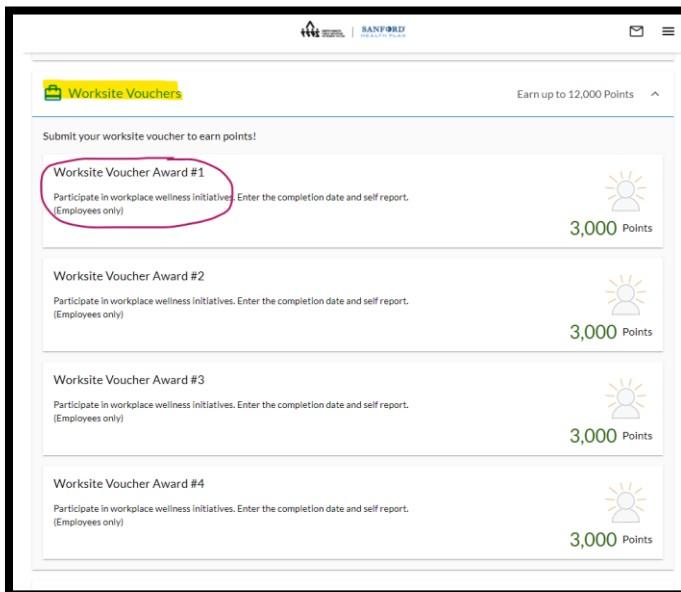 SANFORD
HEALTH PLAN
Worksite Vouchers
Earn up to 12,000 Points
Submit your worksite voucher to earn points!
Worksite Voucher Award #1
Participate in workplace wellness initiatives. Enter the completion date and self report.
(Employees only)
3,000 Points
Worksite Voucher Award #2
Participate in workplace wellness initiatives. Enter the completion date and self report.
(Employees only)
3,000 Points
Worksite Voucher Award #3
Participate in workplace wellness initiatives. Enter the completion date and self report.
(Employees only)
3,000 Points
Worksite Voucher Award #4
Participate in workplace wellness initiatives. Enter the completion date and self report.
(Employees only)
3,000 Points